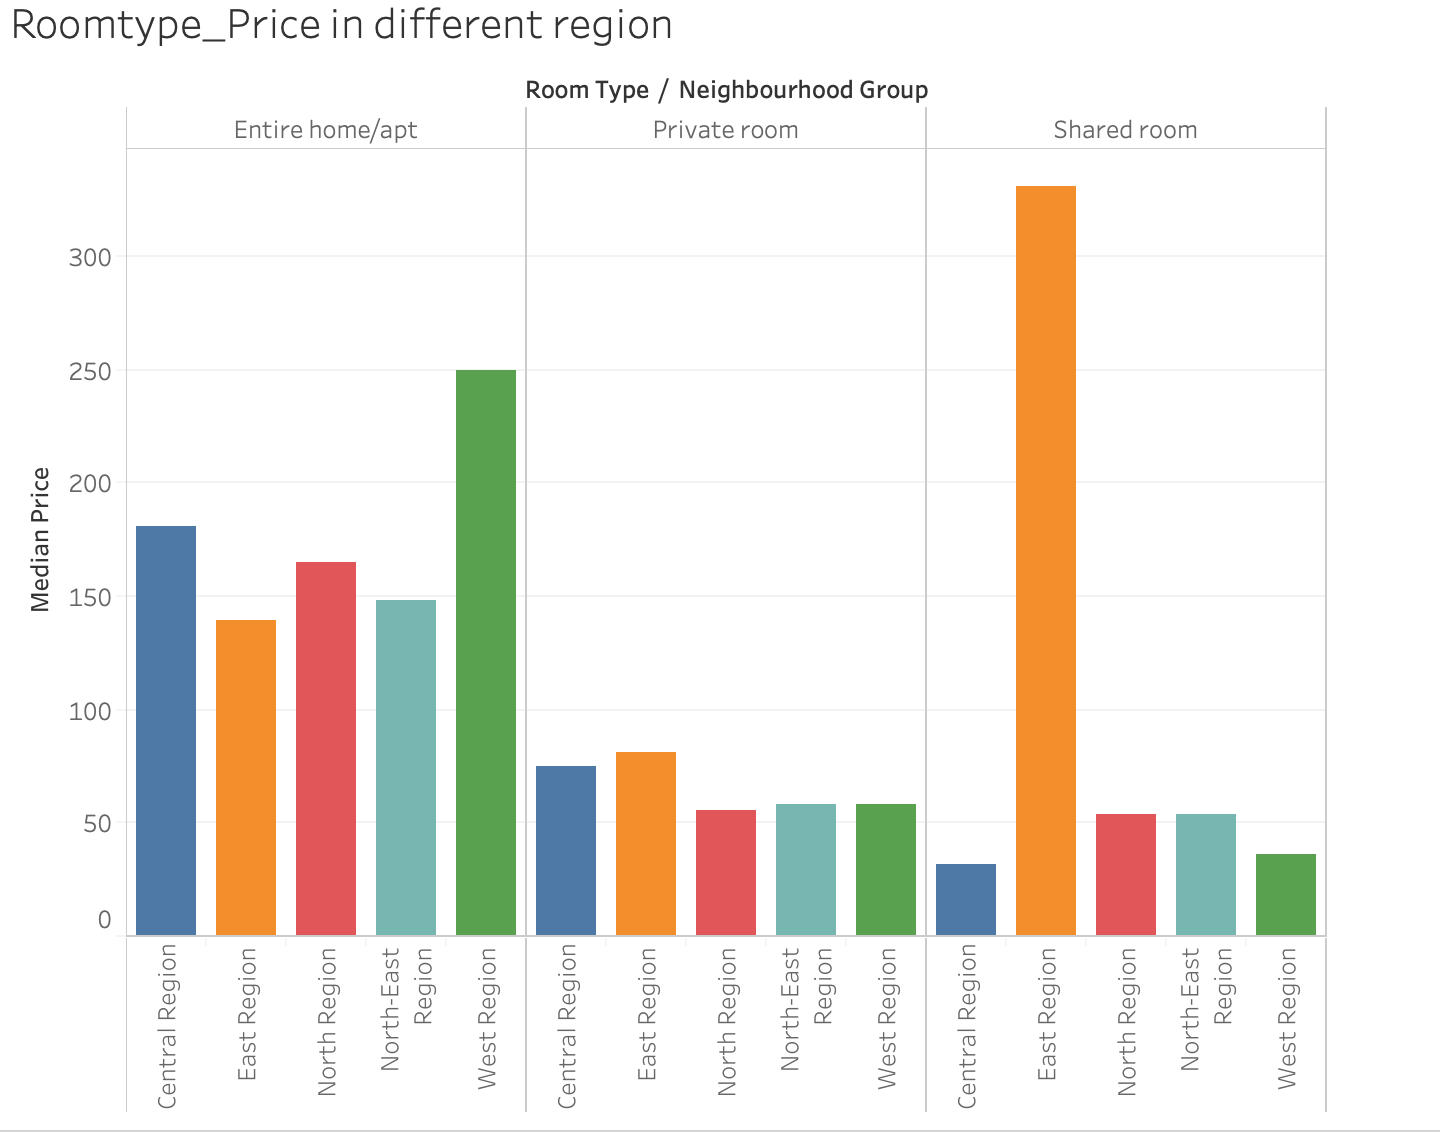 Roomtype_Price in different region
Room Type / Neighbourhood Group
Entire home/apt
Private room
Shared room
Median Price
300
250
200
150
100
50
0
Central Region
East Region
North Region
North-East
Region
West Region
Central Region
East Region
North Region
North-East
Region
West Region
Central Region
East Region
North Region
North-East
Region
West Region